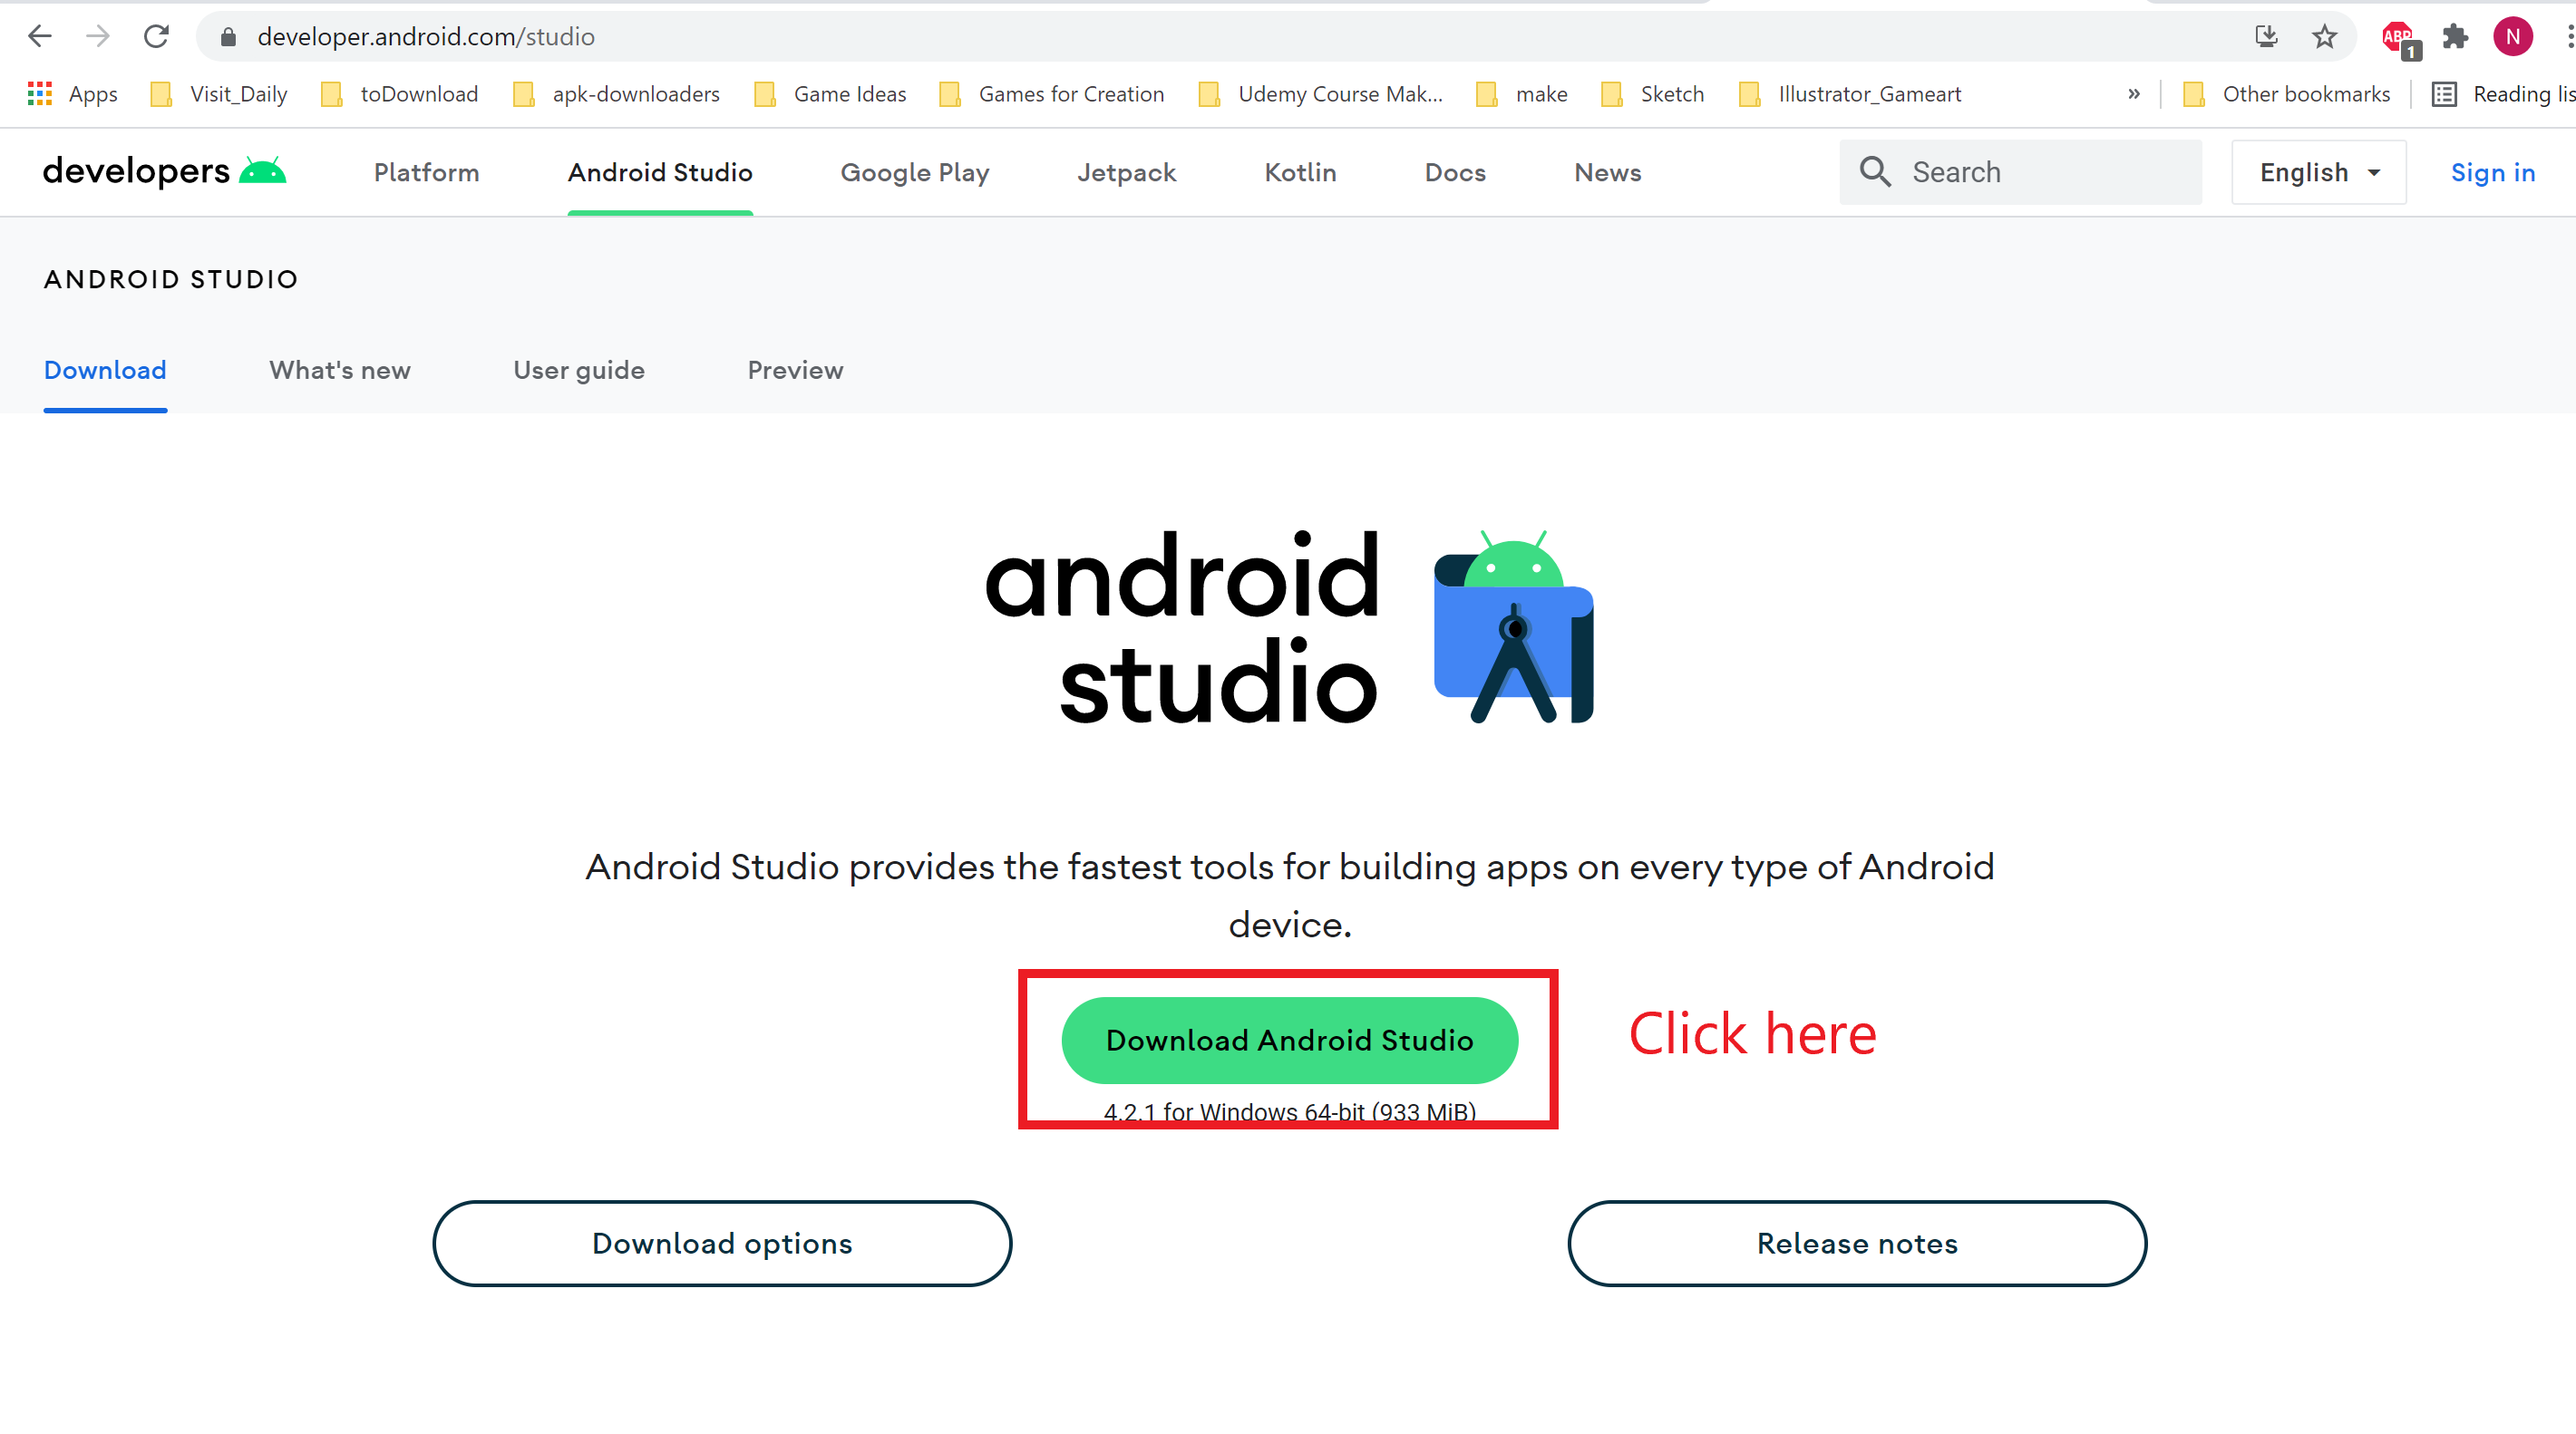 developer.android.com/studio
ABP
1
N
Apps
Visit_Daily
toDownload
apk-downloaders
Game Ideas
Games for Creation
Udemy Course Mak...
make
Sketch
Illustrator_Gameart
»
Other bookmarks
Reading lis
developers
Platform
Android Studio
Google Play
Jetpack
Kotlin
Docs
News
Search
English
Sign in
ANDROID STUDIO
Download
What's new
User guide
Preview
android
studio
Android Studio provides the fastest tools for building apps on every type of Android
device.
Download Android Studio
Click here
4.2.1 for Windows 64-bit (933 MiB)
Download options
Release notes